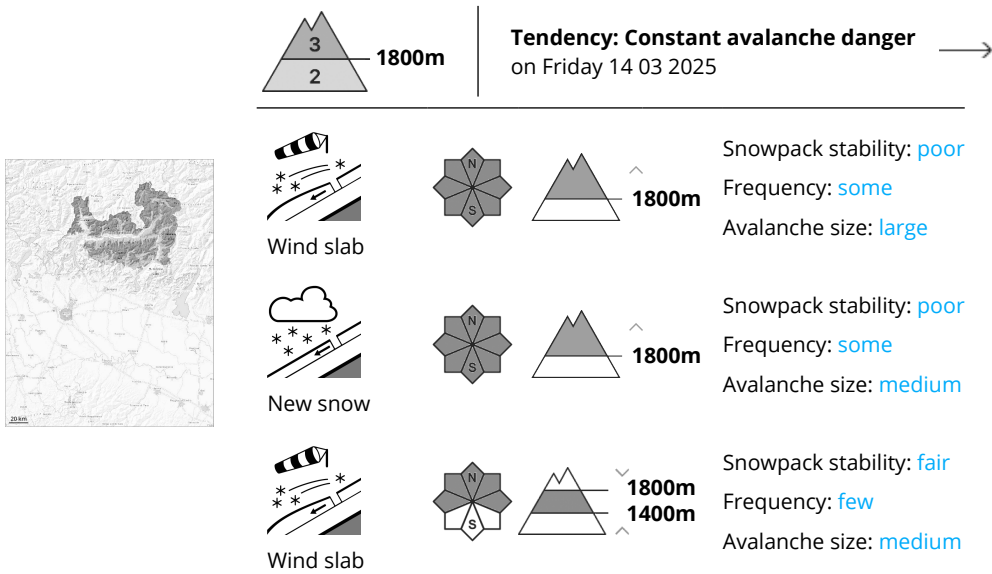 3
2
1800m
Tendency: Constant avalanche danger
on Friday 14 03 2025
N
S
1800m
Snowpack stability: poor
Frequency: some
Avalanche size: large
Wind slab
N
S
1800m
Snowpack stability: poor
Frequency: some
Avalanche size: medium
New snow
20 km
N
S
1800m
1400m
Snowpack stability: fair
Frequency: few
Avalanche size: medium
Wind slab